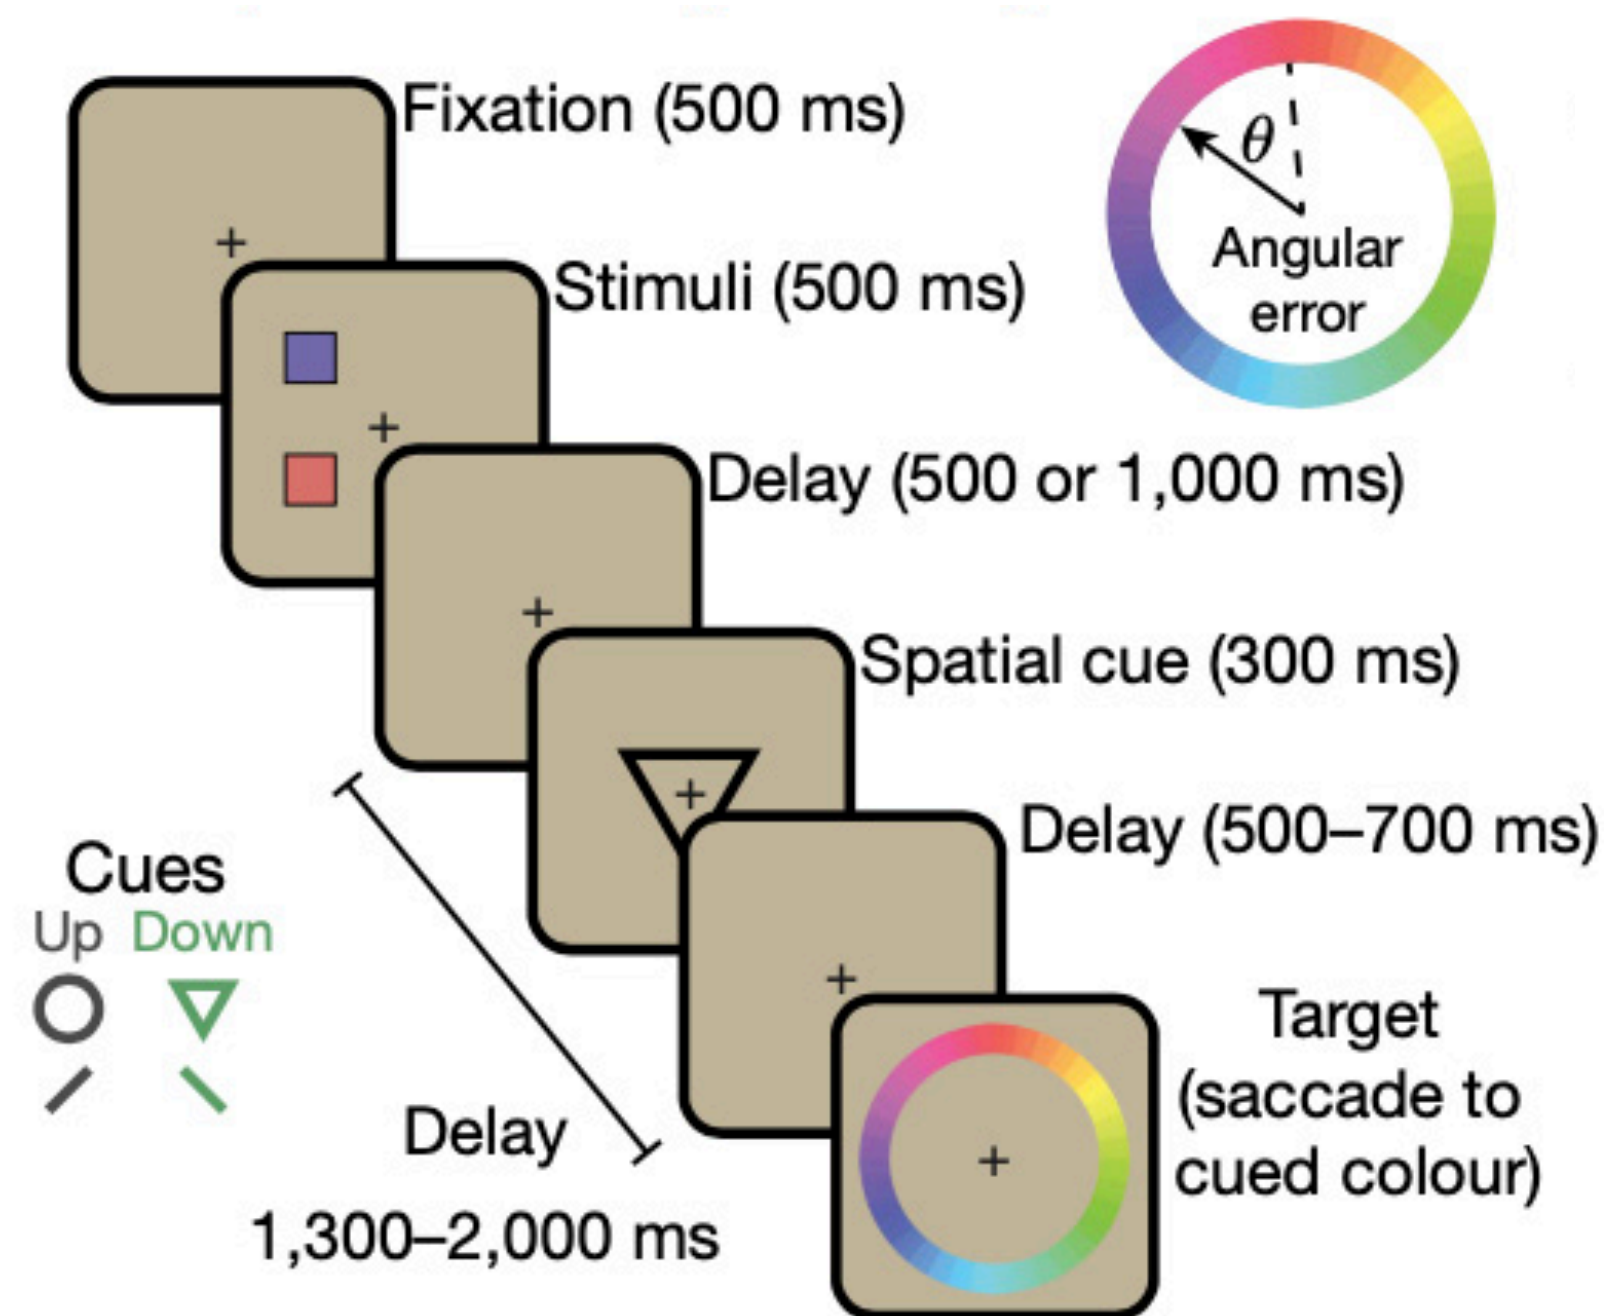 Fixation (500 ms)
Stimuli (500 ms)
θ
Angular
error
Delay (500 or 1,000 ms)
Spatial cue (300 ms)
Delay (500–700 ms)
Cues
Up Down
Delay
1,300–2,000 ms
Target
(saccade to
cued colour)